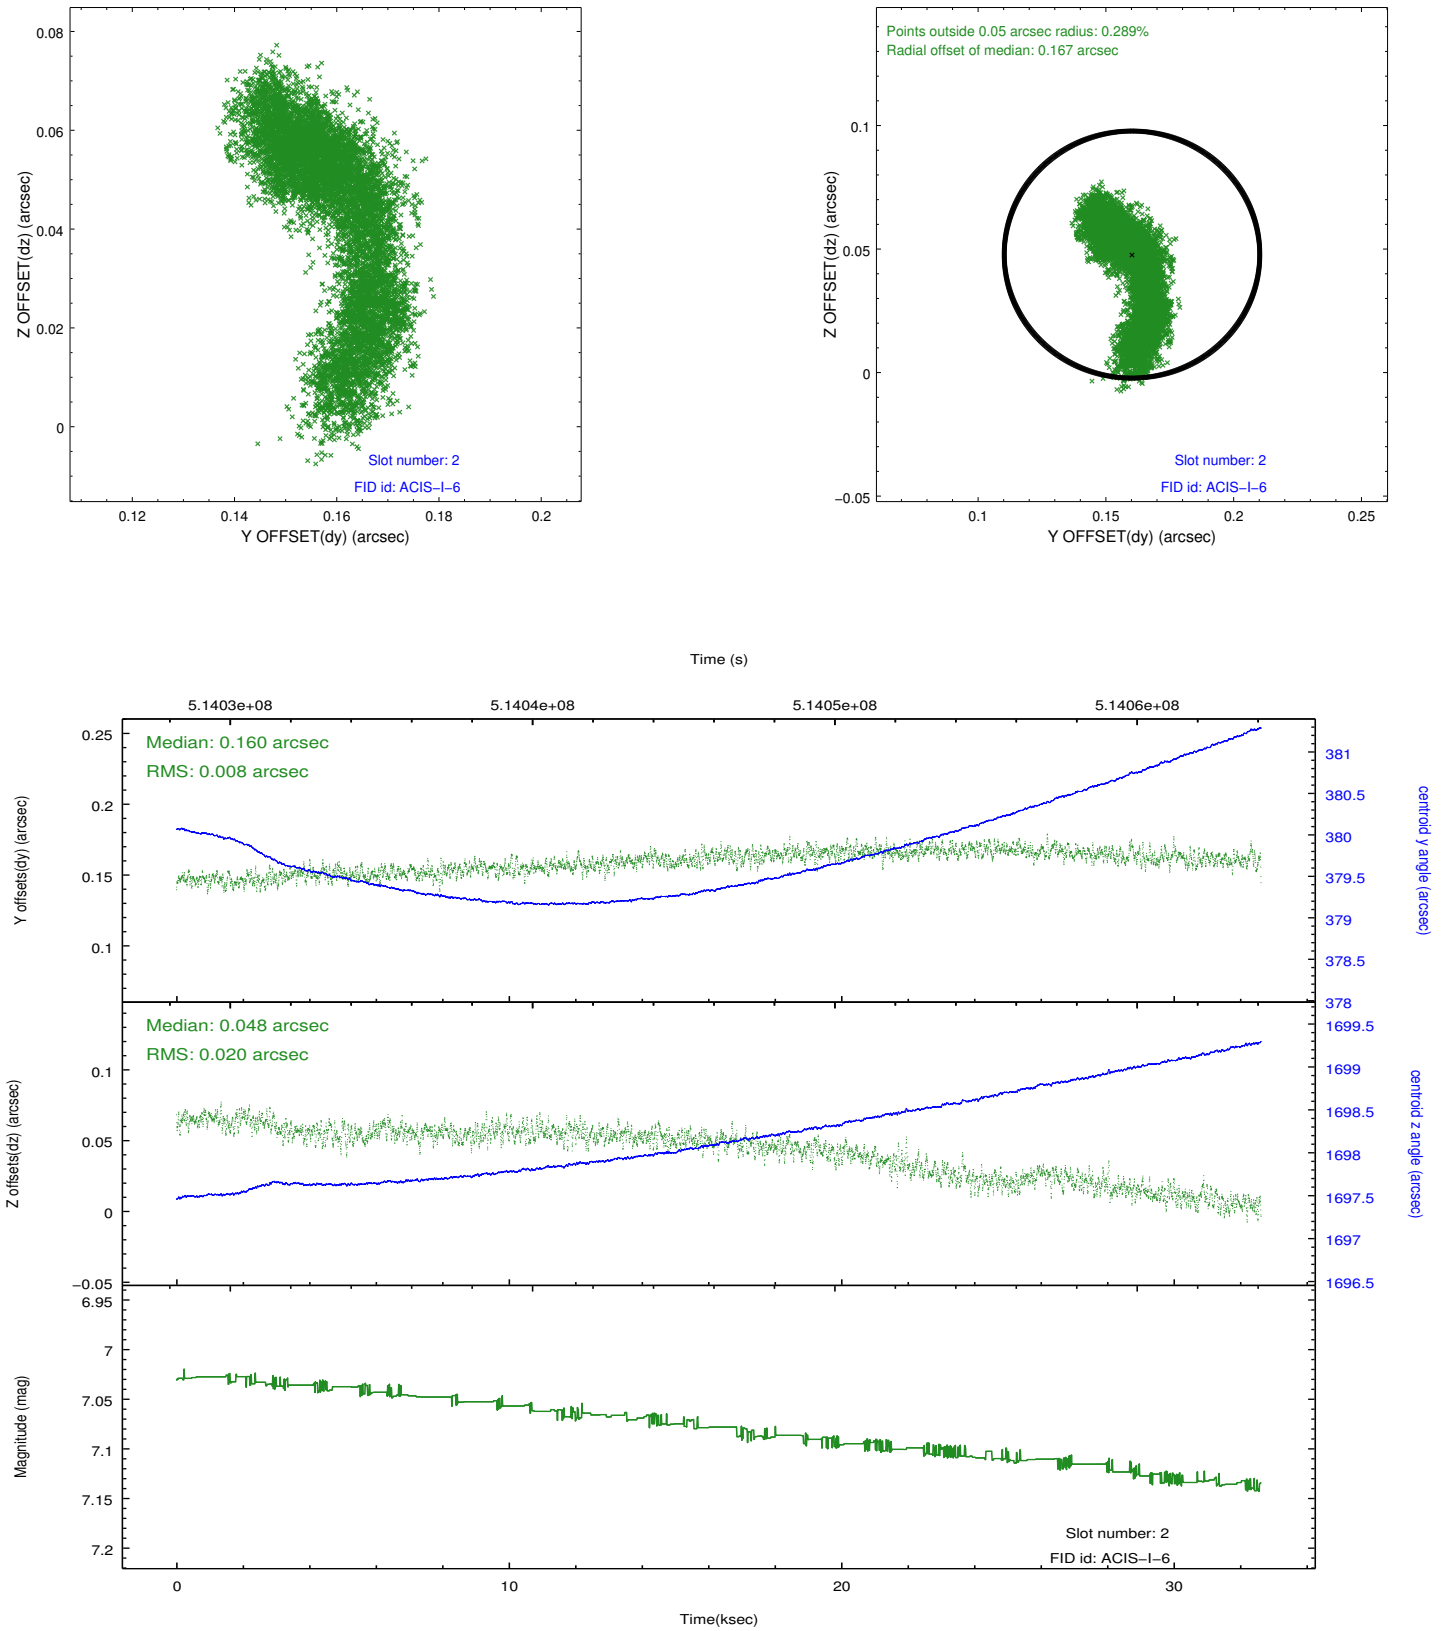 0.08
0.06
0.04
0.02
0
Z OFFSET(dz) (arcsec)
Slot number: 2
FID id: ACIS−I−6
0.12 0.14 0.16 0.18 0.2
Y OFFSET(dy) (arcsec)
Points outside 0.05 arcsec radius: 0.289%
Radial offset of median: 0.167 arcsec
0.1
0.05
0
−0.05
Z OFFSET(dz) (arcsec)
Slot number: 2
FID id: ACIS−I−6
0.1 0.15 0.2 0.25
Y OFFSET(dy) (arcsec)
Time (s)
5.1403e+08 5.1404e+08 5.1405e+08 5.1406e+08
Median: 0.160 arcsec
RMS: 0.008 arcsec
0.25
0.2
0.15
0.1
Y offsets(dy) (arcsec)
381
380.5
380
379.5
379
378.5
378
centroid y angle (arcsec)
Median: 0.048 arcsec
RMS: 0.020 arcsec
0.1
0.05
0
−0.05
Z offsets(dz) (arcsec)
1699.5
1699
1698.5
1698
1697.5
1697
1696.5
centroid z angle (arcsec)
6.95
7
7.05
7.1
7.15
7.2
Magnitude (mag)
Slot number: 2
FID id: ACIS−I−6
0 10 20 30
Time(ksec)